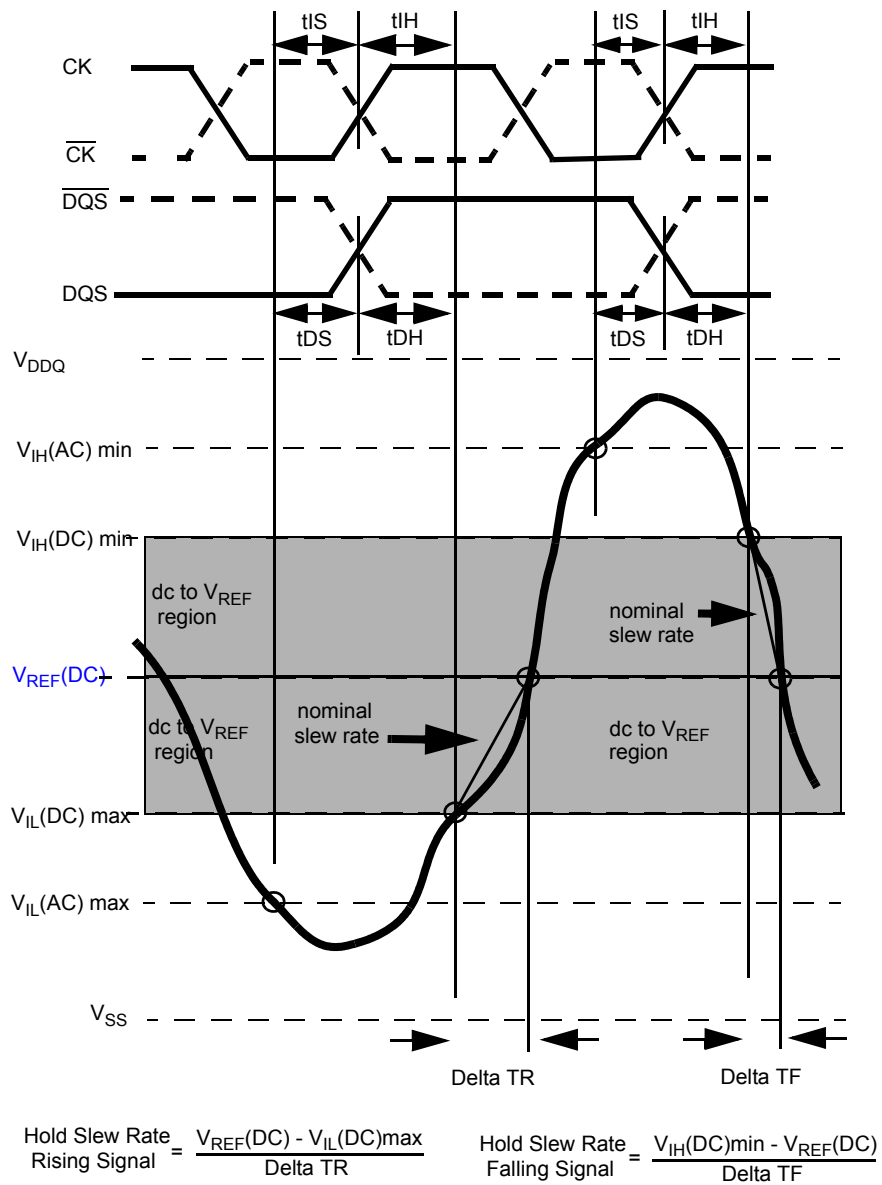 tIS tIH tIS tIH
CK
CK
DQS
DQS
tDS tDH tDS tDH
VDDQ
VIH(AC) min
VIH(DC) min
dc to VREF
region
nominal
slew rate
VREF(DC)
dc to VREF
region
nominal
slew rate
dc to VREF
region
VIL(DC) max
VIL(AC) max
VSS
Delta TR Delta TF
Hold Slew Rate
Rising Signal
=
VREF(DC) - VIL(DC)max
Delta TR
Hold Slew Rate
Falling Signal
=
VIH(DC)min - VREF(DC)
Delta TF